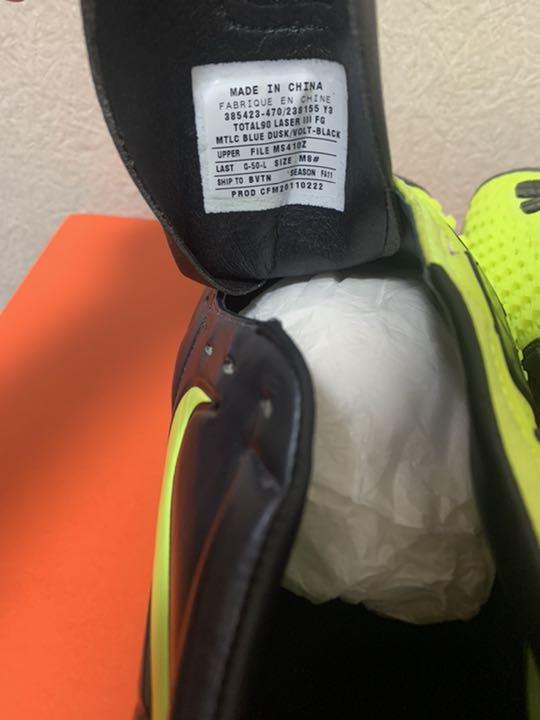 MADE IN CHINA
FABRIQUE EN CHINE
385423-470/238155 Y3
TOTAL90 LASER III FG
MTLC BLUE DUSK/VOLT-BLACK
UPPER FILE MS410Z
LAST G-50-L SIZE M8#
SHIP TO BVTN SEASON FA11
PROD CFM20110222